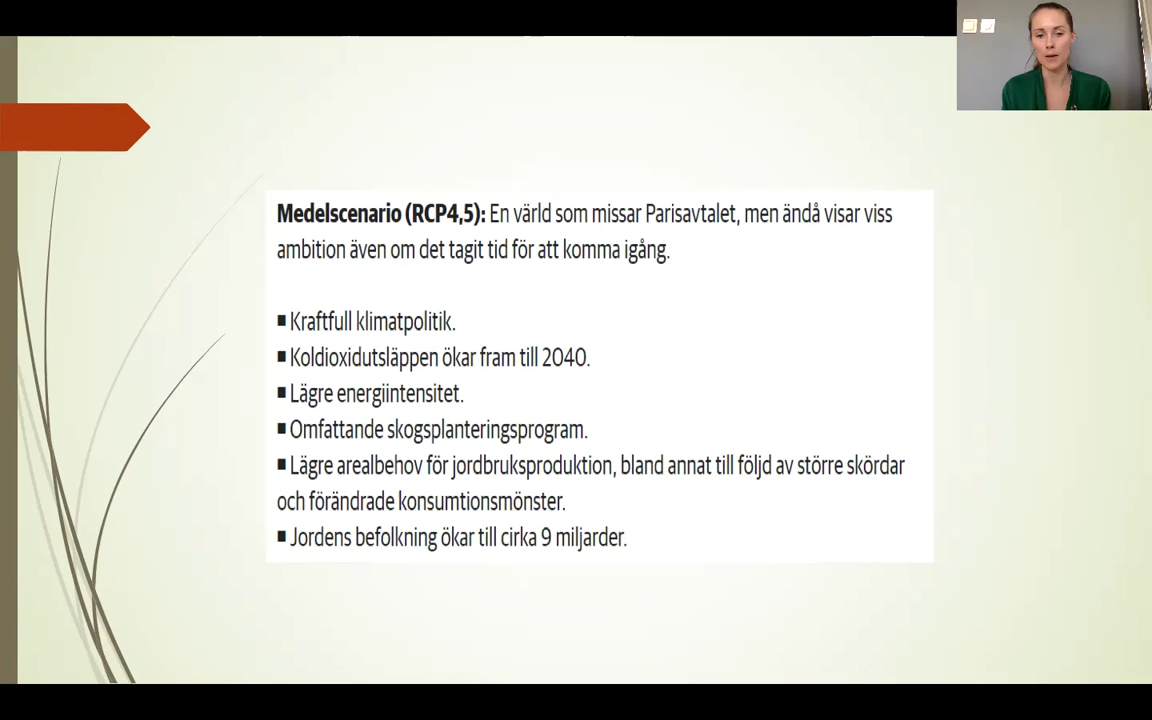 Medelscenario (RCP4,5): En värld som missar Parisavtalet, men ändå visar viss
ambition även om det tagit tid för att komma igång.
■ Kraftfull klimatpolitik.
■ Koldioxidutsläppen ökar fram till 2040.
■ Lägre energiintensitet.
■ Omfattande skogsplanteringsprogram.
■ Lägre arealbehov för jordbruksproduktion, bland annat till följd av större skördar
och förändrade konsumtionsmönster.
■ Jordens befolkning ökar till cirka 9 miljarder.